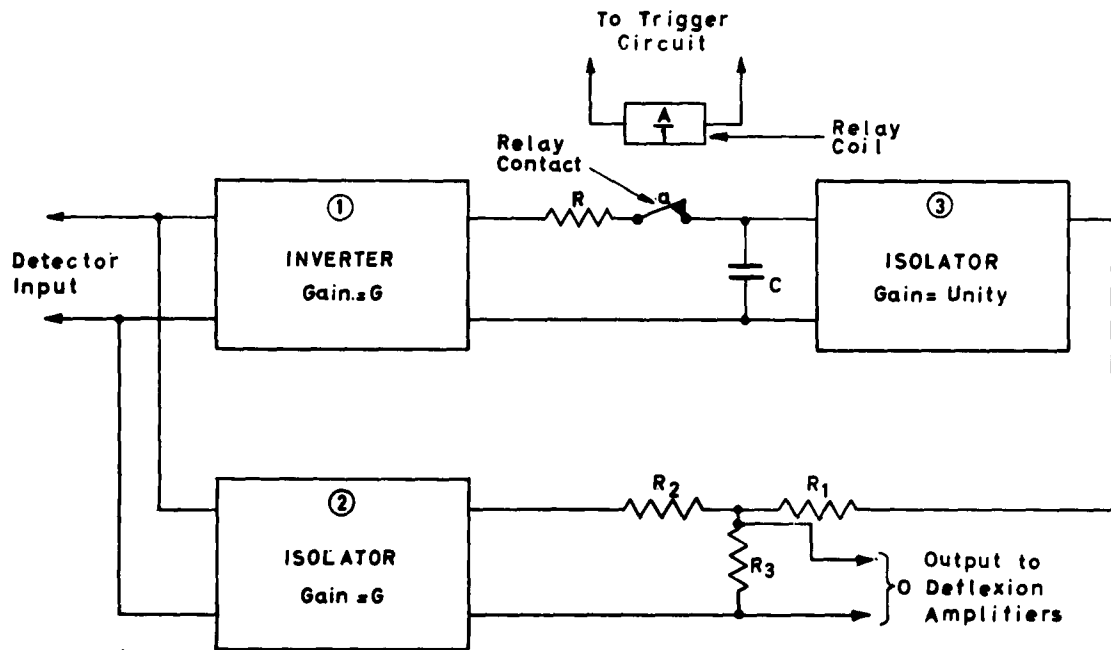 To Trigger
Circuit
A
Relay
Coil
Relay
Contact
a
R
①
INVERTER
Gain.=G
Detector
Input
C
③
ISOLATOR
Gain= Unity
②
ISOLATOR
Gain =G
R2
R1
R3
O
Output to
Deflexion
Amplifiers